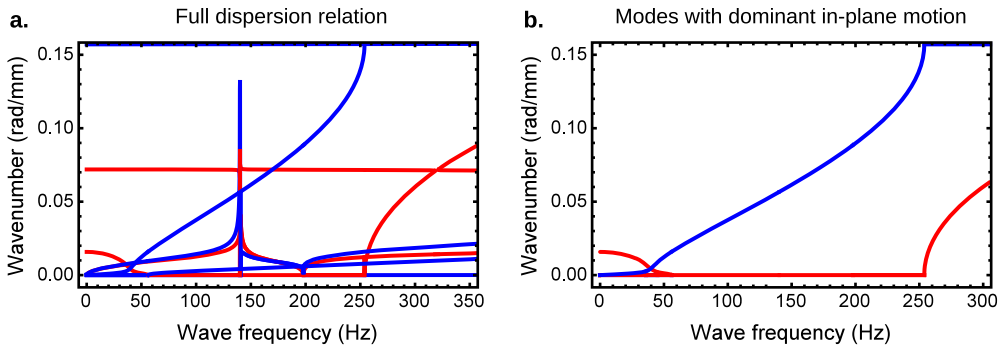 a. Full dispersion relation
Wavenumber (rad/mm)
0.15
0.10
0.05
0.00
0 50 100 150 200 250 300 350
Wave frequency (Hz)
b. Modes with dominant in-plane motion
Wavenumber (rad/mm)
0.15
0.10
0.05
0.00
0 50 100 150 200 250 300
Wave frequency (Hz)